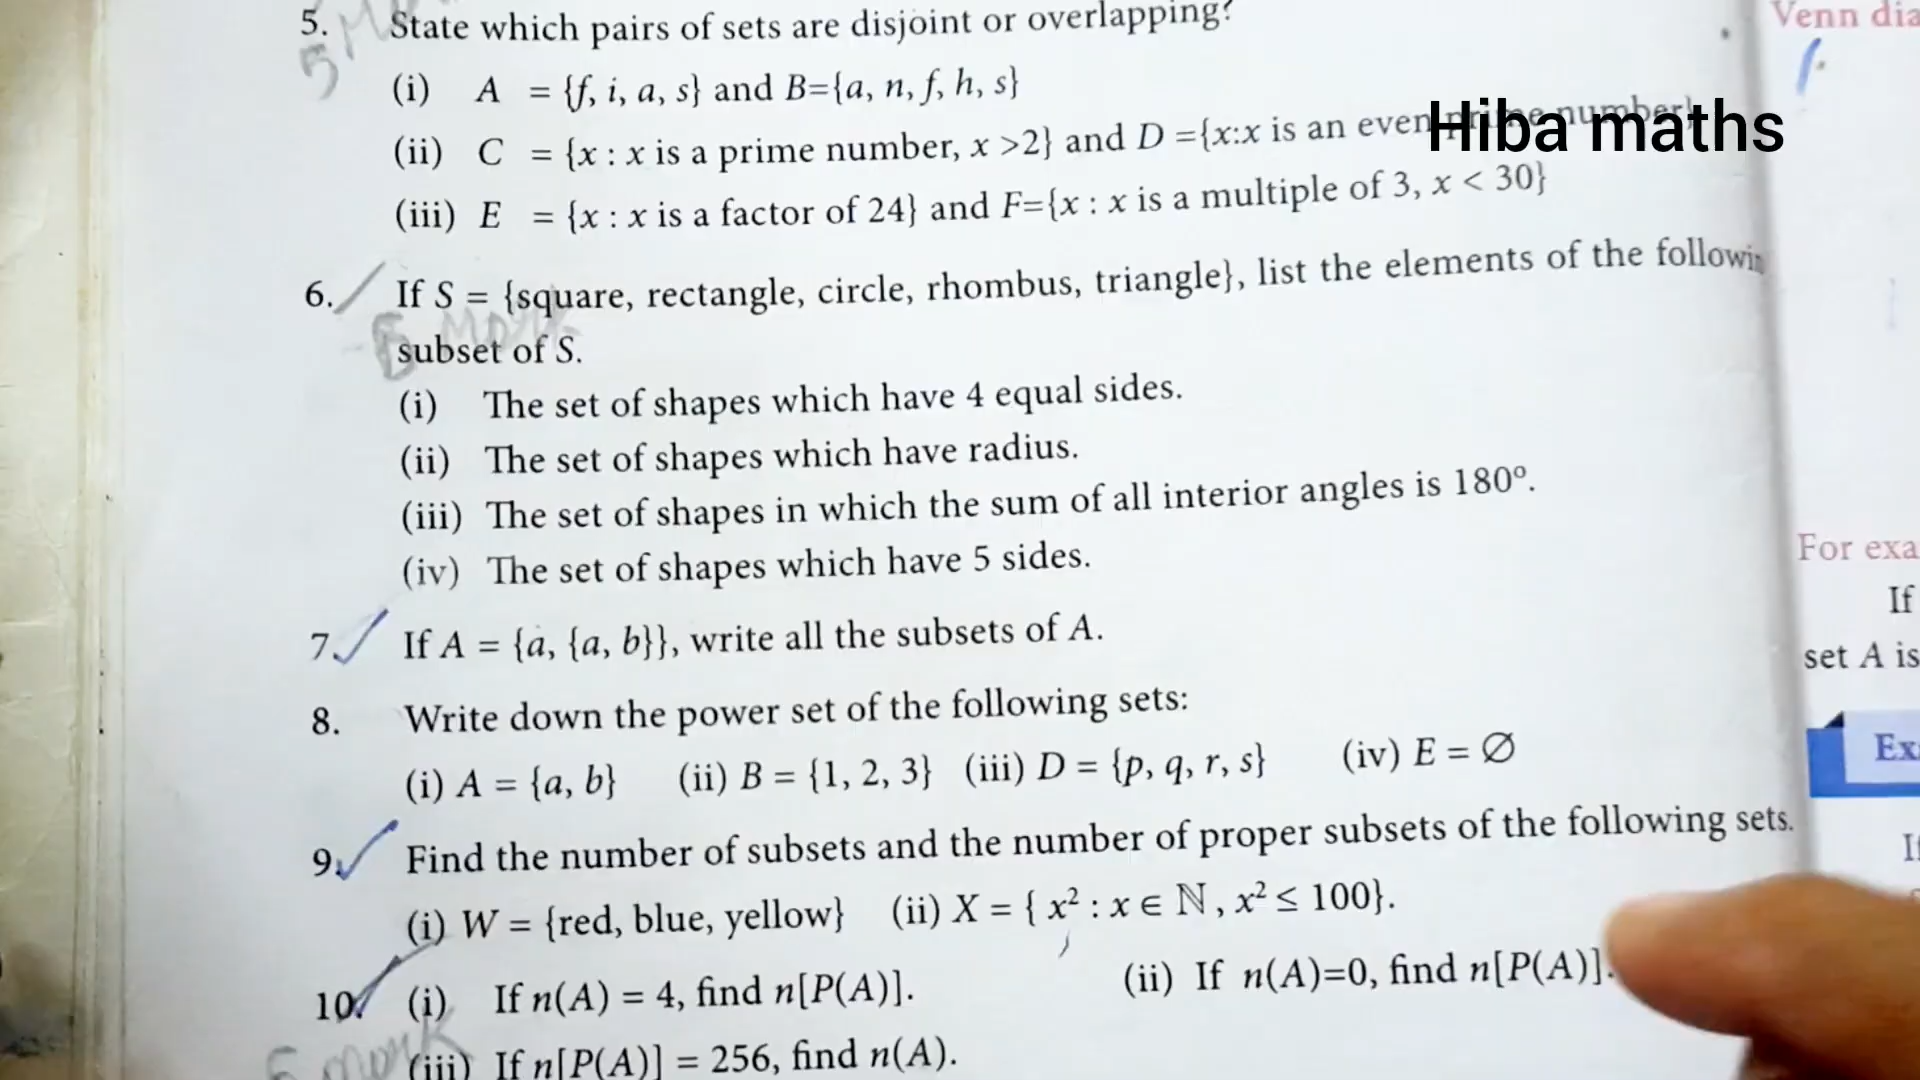 5. State which pairs of sets are disjoint or overlapping?
(i) A = {f, i, a, s} and B={a, n, f, h, s}
(ii) C = {x : x is a prime number, x >2} and D ={x:x is an even prime number}
Hiba maths
(iii) E = {x : x is a factor of 24} and F={x : x is a multiple of 3, x < 30}
6. If S = {square, rectangle, circle, rhombus, triangle}, list the elements of the
subset of S.
(i) The set of shapes which have 4 equal sides.
(ii) The set of shapes which have radius.
(iii) The set of shapes in which the sum of all interior angles is 180°.
(iv) The set of shapes which have 5 sides.
7. If A = {a, {a, b}}, write all the subsets of A.
8. Write down the power set of the following sets:
(i) A = {a, b} (ii) B = {1, 2, 3} (iii) D = {p, q, r, s} (iv) E = ∅
9. Find the number of subsets and the number of proper subsets of the following sets.
(i) W = {red, blue, yellow} (ii) X = { x² : x ∈ ℕ , x² ≤ 100}.
10. (i) If n(A) = 4, find n[P(A)]. (ii) If n(A)=0, find n[P(A)].
5 mark
(iii) If n[P(A)] = 256, find n(A).
Venn
For
If
set A is